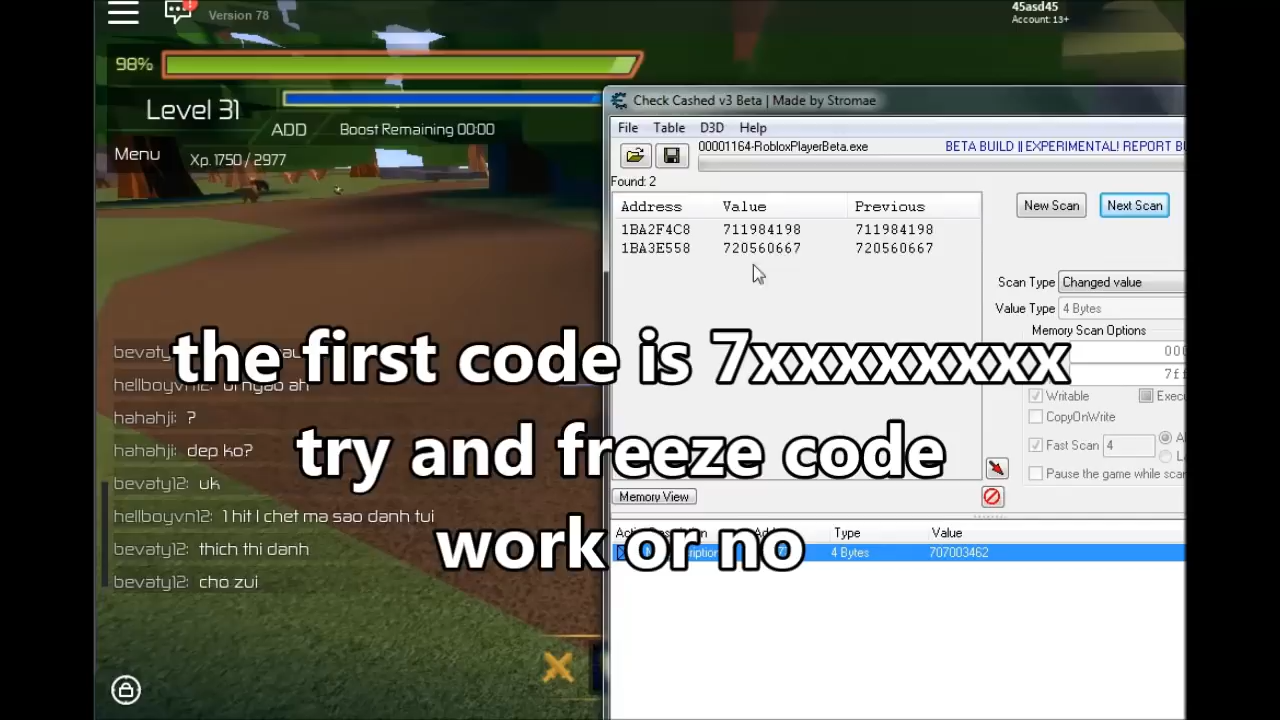 Version 78
45asd45
Account: 13+
98%
Level 31
ADD
Boost Remaining 00:00
Menu
Xp. 1750 / 2977
Check Cashed v3 Beta | Made by Stromae
File Table D3D Help
00001164-RobloxPlayerBeta.exe
BETA BUILD || EXPERIMENTAL! REPORT
Found: 2
Address Value Previous
1BA2F4C8 711984198 711984198
1BA3E558 720560667 720560667
New Scan Next Scan
Scan Type Changed value
Value Type 4 Bytes
Memory Scan Options
Writable
CopyOnWrite
Fast Scan 4
Pause the game while
Memory View
Type Value
4 Bytes 707003462
the first code is 7xxxxxxxx
try and freeze code
work or no
hahahji: ?
hahahji: dep ko?
bevaty12: uk
hellboyvn12: 1 hit l chet ma sao danh tui
bevaty12: thich thi danh
bevaty12: cho zui